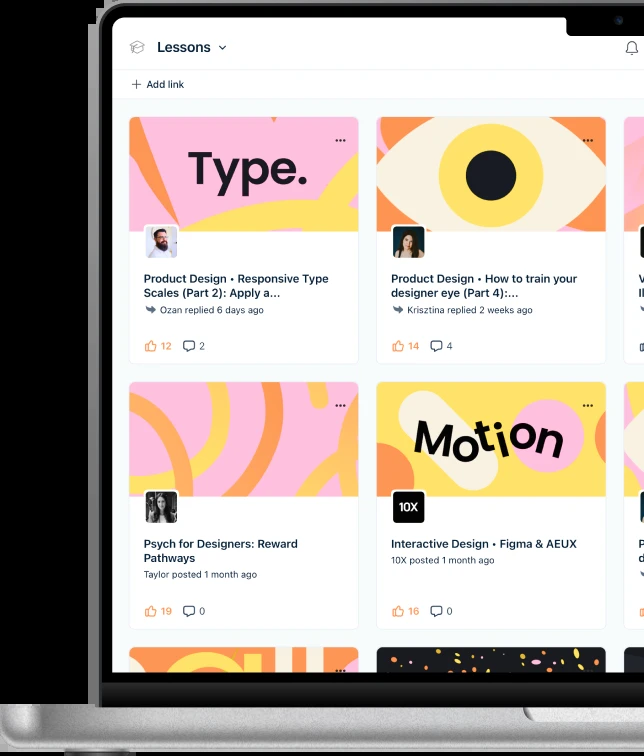 Lessons
Add link
Type.
Product Design • Responsive Type
Scales (Part 2): Apply a...
Ozan replied 6 days ago
12 2
Product Design • How to train your
designer eye (Part 4):...
Krisztina replied 2 weeks ago
14 4
Psych for Designers: Reward
Pathways
Taylor posted 1 month ago
19 0
Motion
10X
Interactive Design • Figma & AEUX
10X posted 1 month ago
16 0